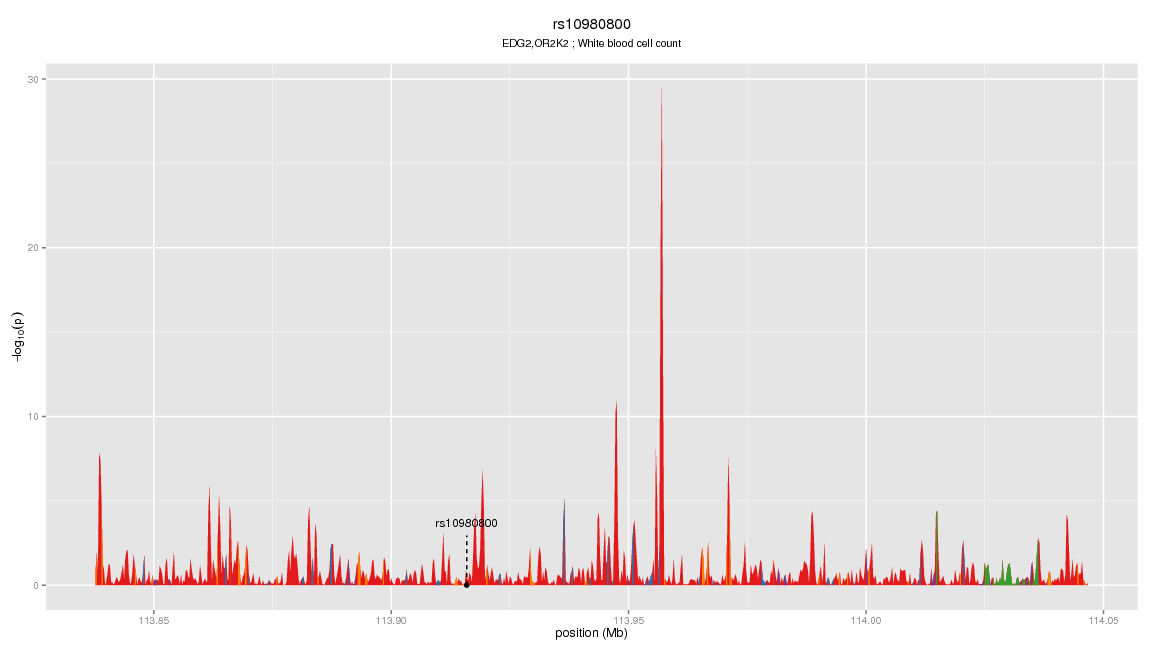 rs10980800
EDG2,OR2K2 ; White blood cell count
30
20
10
0
−log10(p)
rs10980800
113.85
113.90
113.95
114.00
114.05
position (Mb)